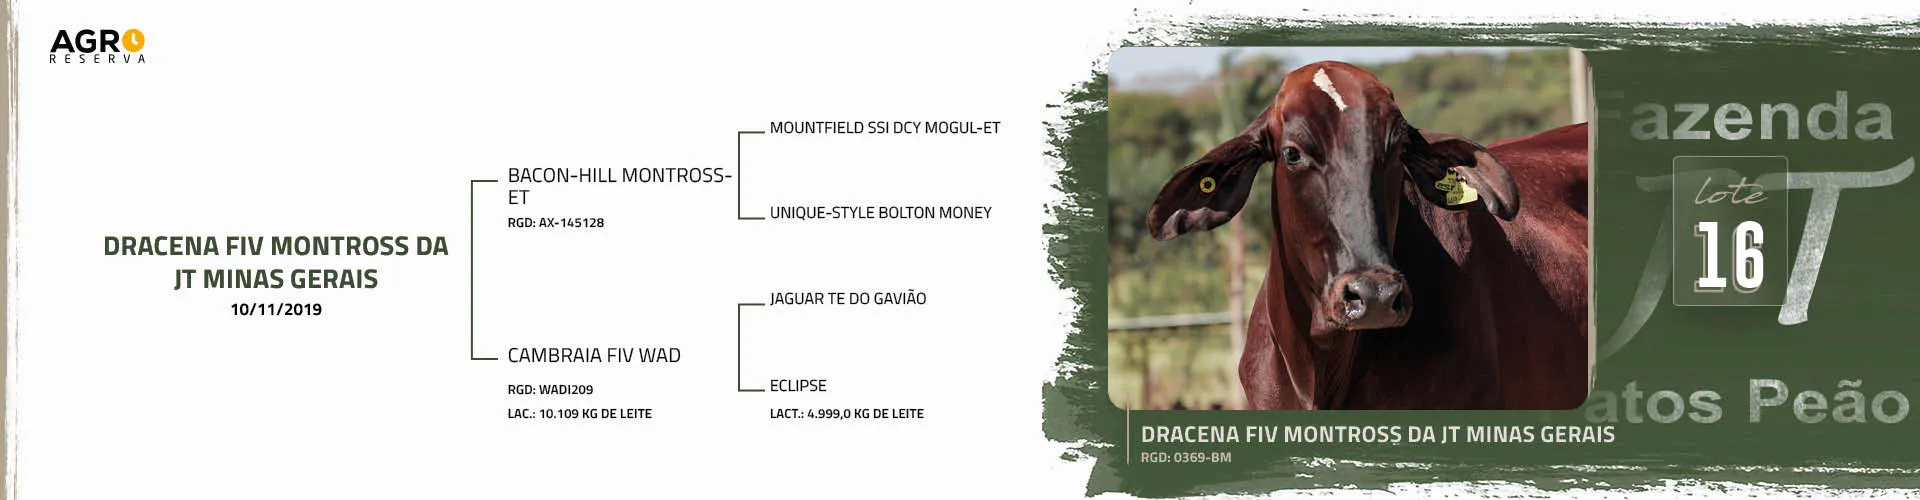 AGRO
RESERVA
DRACENA FIV MONTROSS DA
JT MINAS GERAIS
10/11/2019
BACON-HILL MONTROSS-
ET
RGD: AX-145128
CAMBRAIA FIV WAD
RGD: WADI209
LAC.: 10.109 KG DE LEITE
MOUNTFIELD SSI DCY MOGUL-ET
UNIQUE-STYLE BOLTON MONEY
JAGUAR TE DO GAVIÃO
ECLIPSE
LACT.: 4.999,0 KG DE LEITE
Fazenda
JT
lote
16
atos Peão
DRACENA FIV MONTROSS DA JT MINAS GERAIS
RGD: 0369-BM